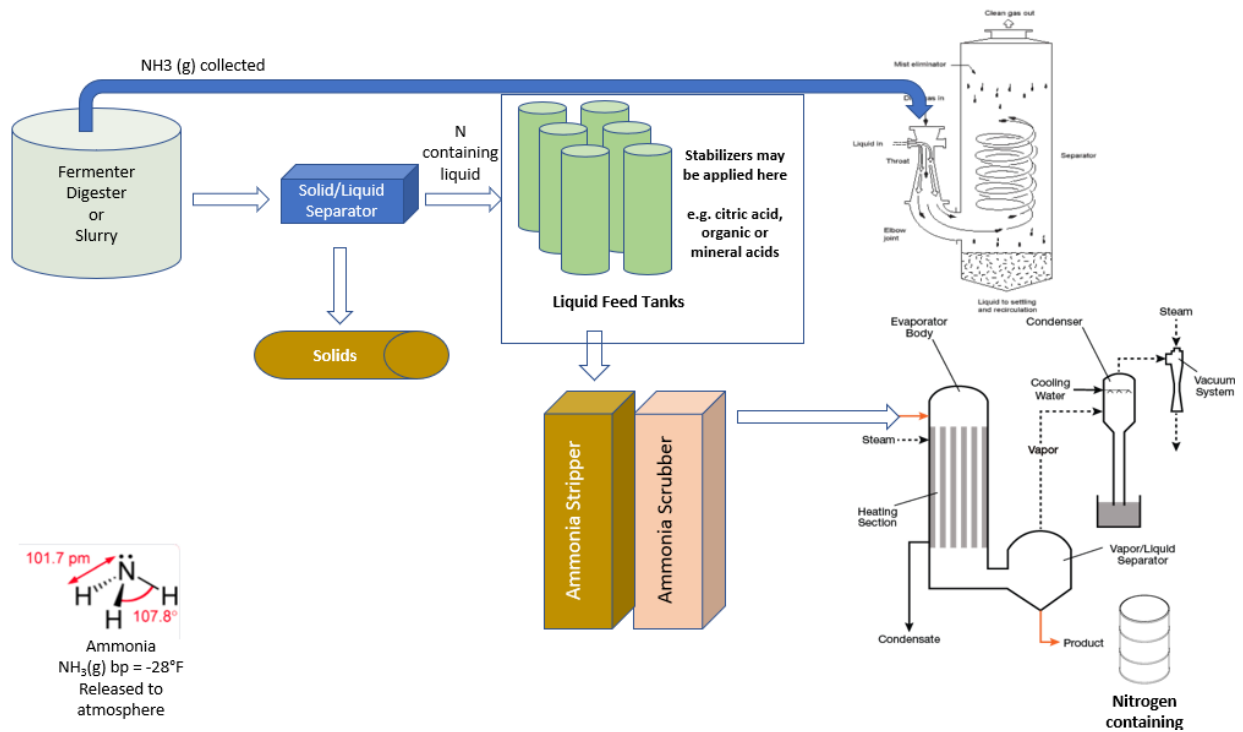 NH3 (g) collected
Fermenter
Digester
or
Slurry
Solid/Liquid
Separator
N
containing
liquid
Stabilizers may
be applied here
e.g. citric acid,
organic or
mineral acids
Liquid Feed Tanks
Solids
Ammonia Stripper
Ammonia Scrubber
Clean gas out
Mist eliminator
gas in
Liquid in
Throat
Separator
Elbow
joint
Liquid to settling
and recirculation
Evaporator
Body
Condenser
Steam
Cooling
Water
Vacuum
System
Steam
Vapor
Heating
Section
Vapor/Liquid
Separator
Condensate
Product
Nitrogen
containing
101.7 pm
N
H
H
H
107.8°
Ammonia
NH₃(g) bp = -28°F
Released to
atmosphere